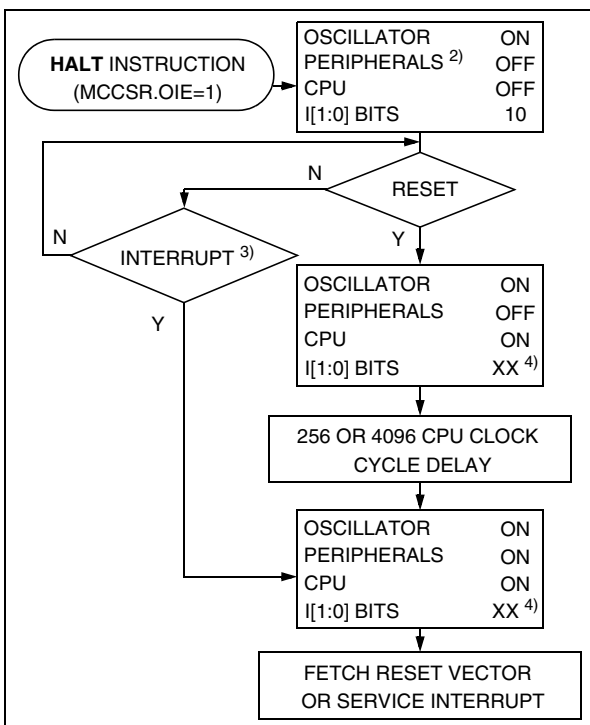 HALT INSTRUCTION
(MCCSR.OIE=1)
OSCILLATOR ON
PERIPHERALS 2) OFF
CPU OFF
I[1:0] BITS 10
RESET
N
Y
INTERRUPT 3)
N
Y
OSCILLATOR ON
PERIPHERALS OFF
CPU ON
I[1:0] BITS XX 4)
256 OR 4096 CPU CLOCK
CYCLE DELAY
OSCILLATOR ON
PERIPHERALS ON
CPU ON
I[1:0] BITS XX 4)
FETCH RESET VECTOR
OR SERVICE INTERRUPT